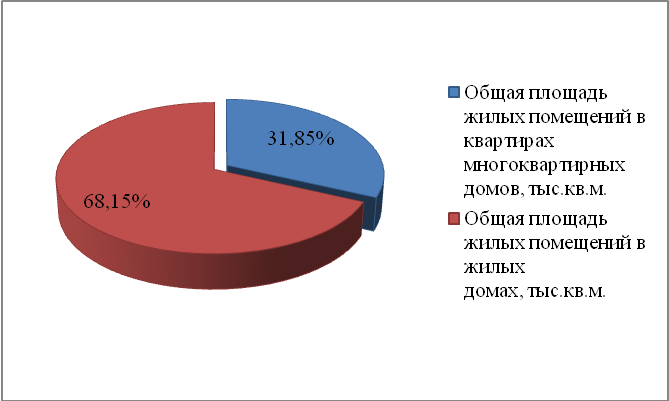 31,85%
68,15%
Общая площадь
жилых помещений в
квартирах
многоквартирных
домов, тыс.кв.м.
Общая площадь
жилых помещений в
жилых
домах, тыс.кв.м.